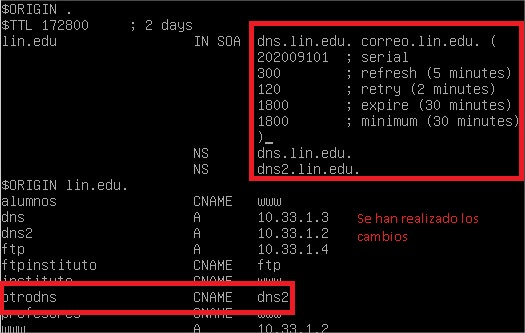 $ORIGIN .
$TTL 172800 ; 2 days
lin.edu IN SOA dns.lin.edu. correo.lin.edu. (
202009101 ; serial
300 ; refresh (5 minutes)
120 ; retry (2 minutes)
1800 ; expire (30 minutes)
1800 ; minimum (30 minutes)
)_
NS dns.lin.edu.
NS dns2.lin.edu.
$ORIGIN lin.edu.
alumnos CNAME www
dns A 10.33.1.3
Se han realizado los
cambios
dns2 A 10.33.1.2
ftp A 10.33.1.4
ftpinstituto CNAME ftp
instituto CNAME www
otrodns CNAME dns2
profesores CNAME www
www A 10.33.1.2